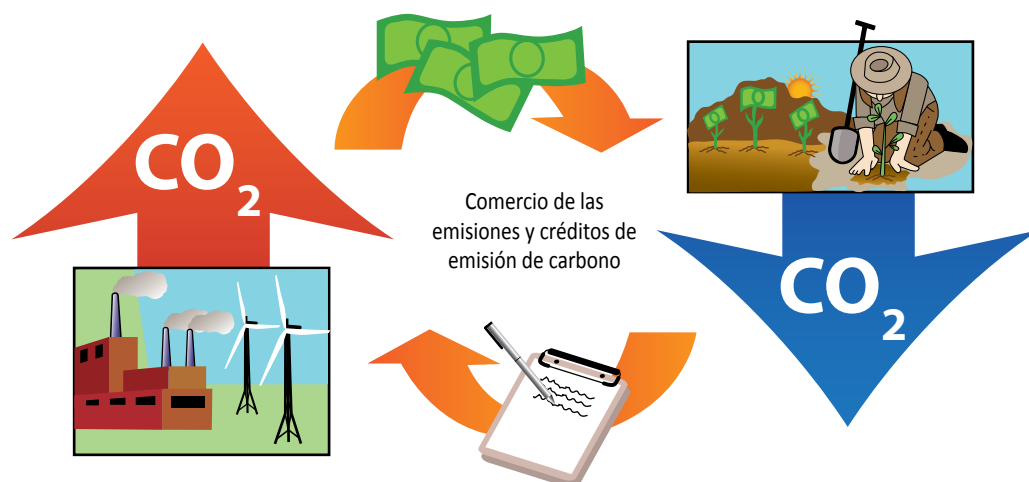 CO2
Comercio de las
emisiones y créditos de
emisión de carbono
CO2